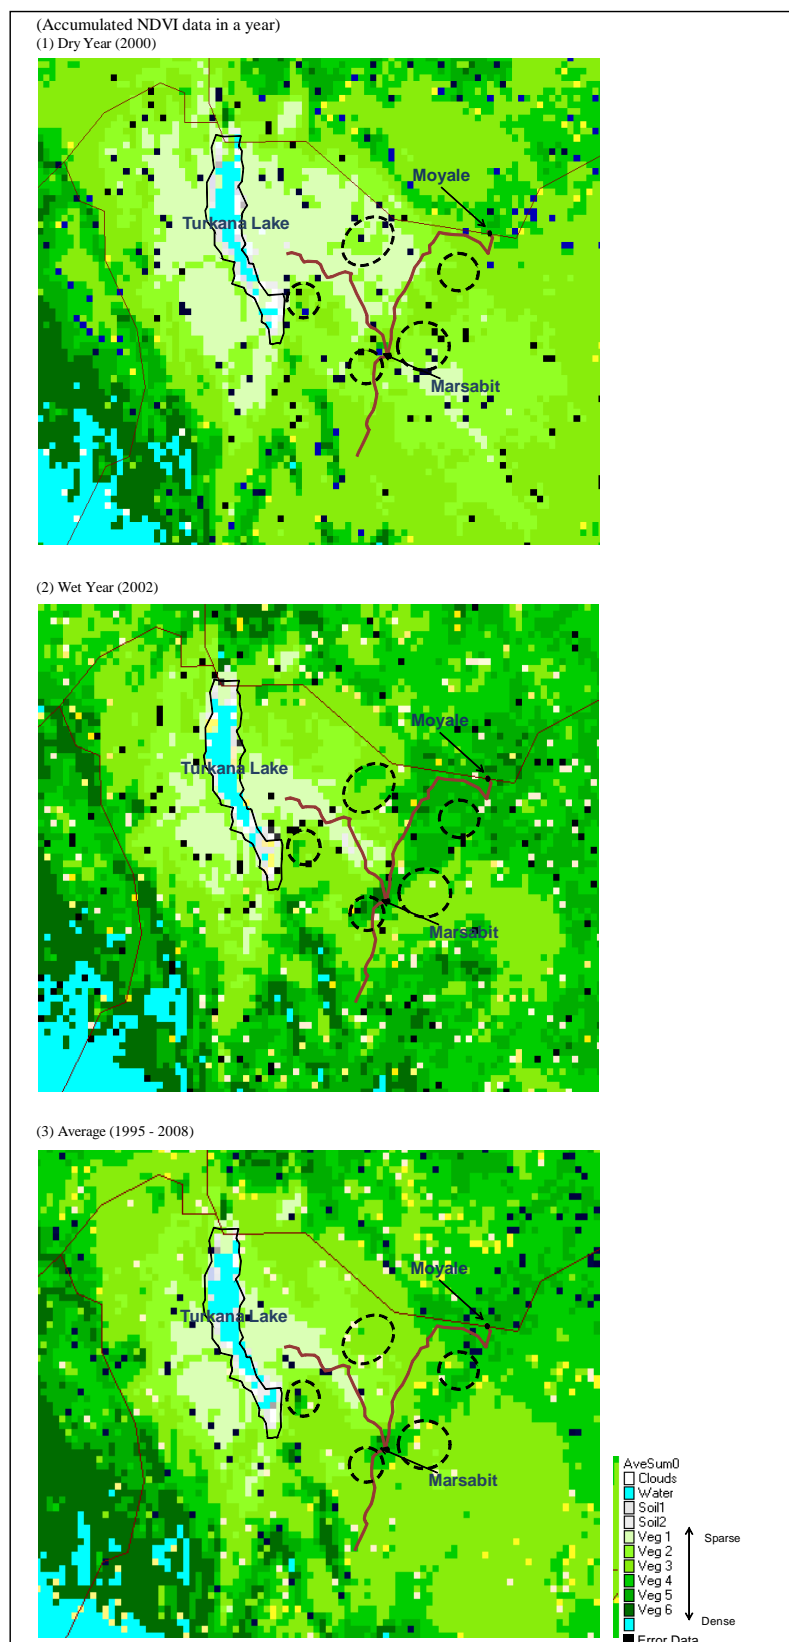 (Accumulated NDVI data in a year)
(1) Dry Year (2000)
Moyale
Turkana Lake
Marsabit
(2) Wet Year (2002)
Moyale
Turkana Lake
Marsabit
(3) Average (1995 - 2008)
Moyale
Turkana Lake
Marsabit
AveSum0
Clouds
Water
Soil1
Soil2
Veg 1
Sparse
Veg 2
Veg 3
Veg 4
Veg 5
Veg 6
Dense
Error Data